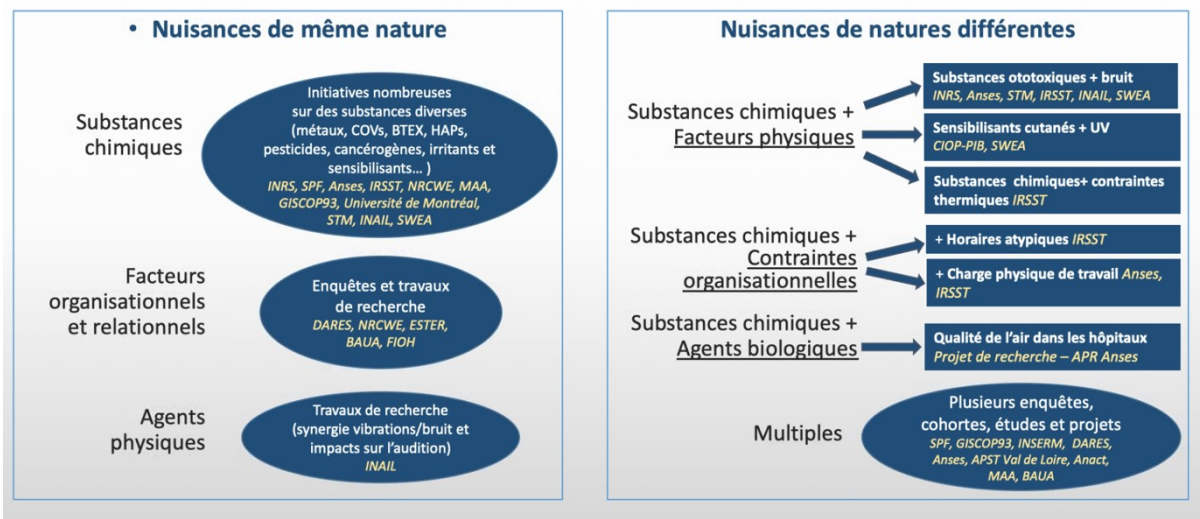 • Nuisances de même nature
Substances
chimiques
Initiatives nombreuses
sur des substances diverses
(métaux, COVs, BTEX, HAPs,
pesticides, cancérogènes, irritants et
sensibilisants... )
INRS, SPF, Anses, IRSST, NRCWE, MAA,
GISCOP93, Université de Montréal,
STM, INAIL, SWEA
Facteurs
organisationnels
et relationnels
Enquêtes et travaux
de recherche
DARES, NRCWE, ESTER,
BAUA, FIOH
Agents
physiques
Travaux de recherche
(synergie vibrations/bruit et
impacts sur l'audition)
INAIL
Nuisances de natures différentes
Substances chimiques +
Facteurs physiques
Substances ototoxiques + bruit
INRS, Anses, STM, IRSST, INAIL, SWEA
Sensibilisants cutanés + UV
CIOP-PIB, SWEA
Substances chimiques+ contraintes
thermiques IRSST
Substances chimiques +
Contraintes
organisationnelles
+ Horaires atypiques IRSST
+ Charge physique de travail Anses,
IRSST
Substances chimiques +
Agents biologiques
Qualité de l'air dans les hôpitaux
Projet de recherche – APR Anses
Multiples
Plusieurs enquêtes,
cohortes, études et projets
SPF, GISCOP93, INSERM, DARES,
Anses, APST Val de Loire, Anact,
MAA, BAUA